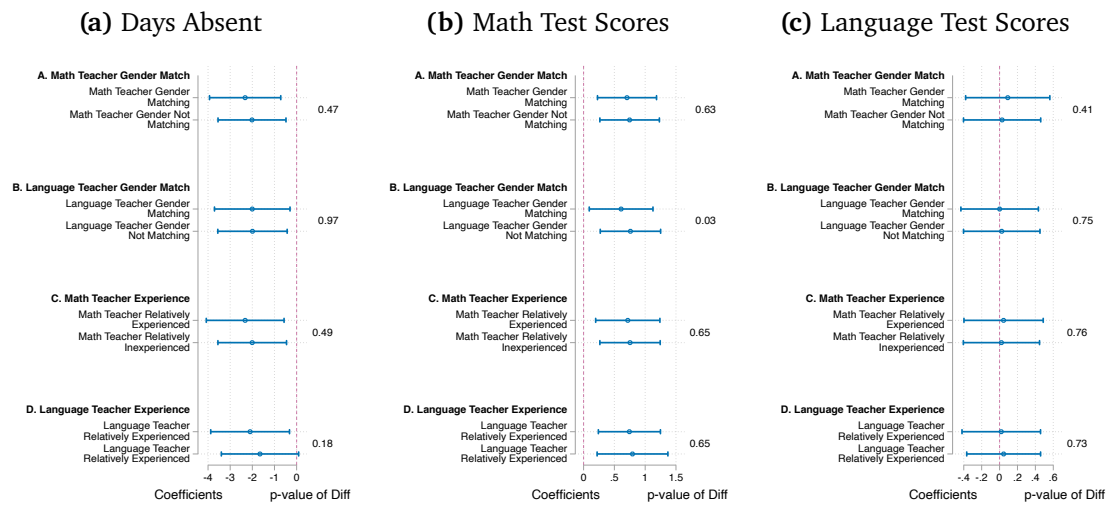 (a) Days Absent
A. Math Teacher Gender Match
Math Teacher Gender
Matching
0.47
Math Teacher Gender Not
Matching
B. Language Teacher Gender Match
Language Teacher Gender
Matching
0.97
Language Teacher Gender
Not Matching
C. Math Teacher Experience
Math Teacher Relatively
Experienced
0.49
Math Teacher Relatively
Inexperienced
D. Language Teacher Experience
Language Teacher
Relatively Experienced
0.18
Language Teacher
Relatively Experienced
-4 -3 -2 -1 0
Coefficients p-value of Diff
(b) Math Test Scores
A. Math Teacher Gender Match
Math Teacher Gender
Matching
0.63
Math Teacher Gender Not
Matching
B. Language Teacher Gender Match
Language Teacher Gender
Matching
0.03
Language Teacher Gender
Not Matching
C. Math Teacher Experience
Math Teacher Relatively
Experienced
0.65
Math Teacher Relatively
Inexperienced
D. Language Teacher Experience
Language Teacher
Relatively Experienced
0.65
Language Teacher
Relatively Experienced
0 .5 1 1.5
Coefficients p-value of Diff
(c) Language Test Scores
A. Math Teacher Gender Match
Math Teacher Gender
Matching
0.41
Math Teacher Gender Not
Matching
B. Language Teacher Gender Match
Language Teacher Gender
Matching
0.75
Language Teacher Gender
Not Matching
C. Math Teacher Experience
Math Teacher Relatively
Experienced
0.76
Math Teacher Relatively
Inexperienced
D. Language Teacher Experience
Language Teacher
Relatively Experienced
0.73
Language Teacher
Relatively Experienced
-.4 -.2 0 .2 .4 .6
Coefficients p-value of Diff